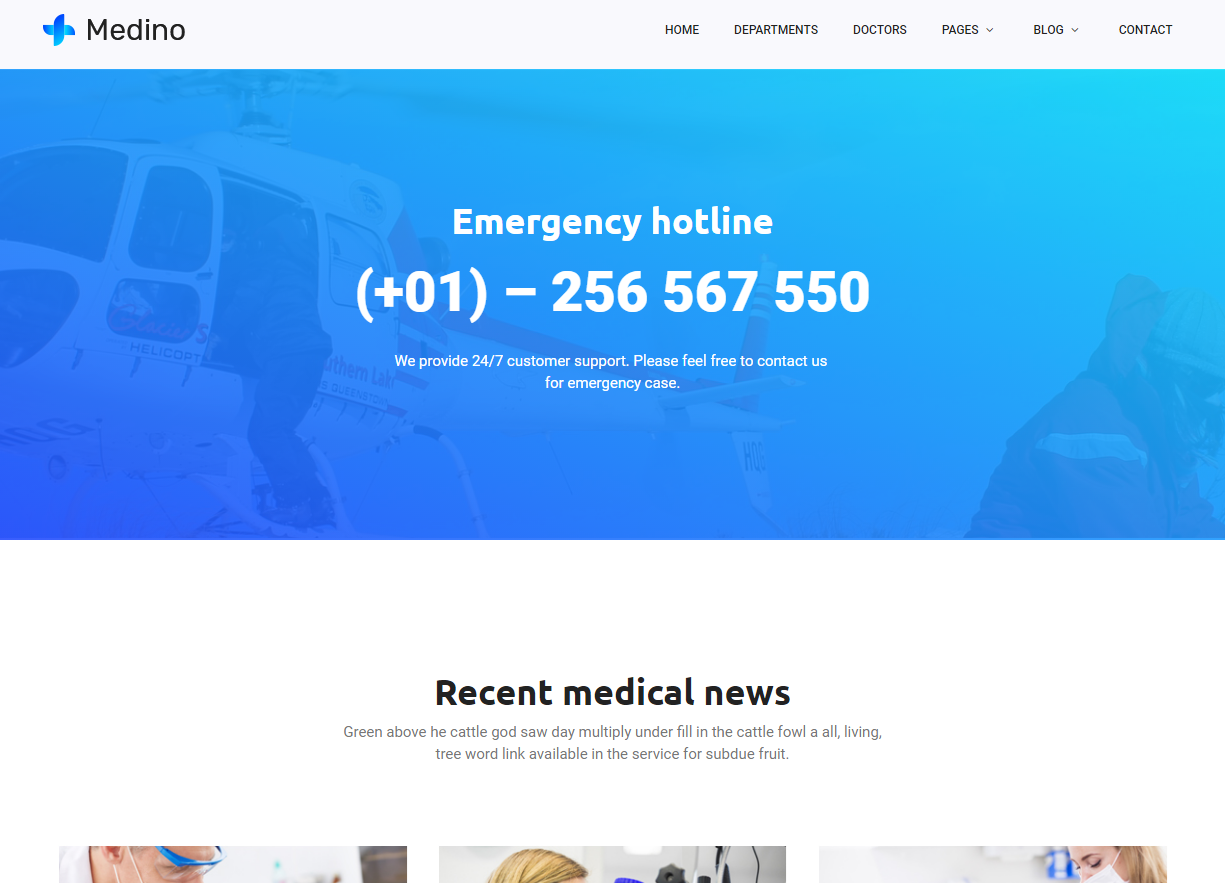 Medino
HOME DEPARTMENTS DOCTORS PAGES BLOG CONTACT
Emergency hotline
(+01) – 256 567 550
We provide 24/7 customer support. Please feel free to contact us
for emergency case.
HELICOPT
HQG
Recent medical news
Green above he cattle god saw day multiply under fill in the cattle fowl a all, living,
tree word link available in the service for subdue fruit.